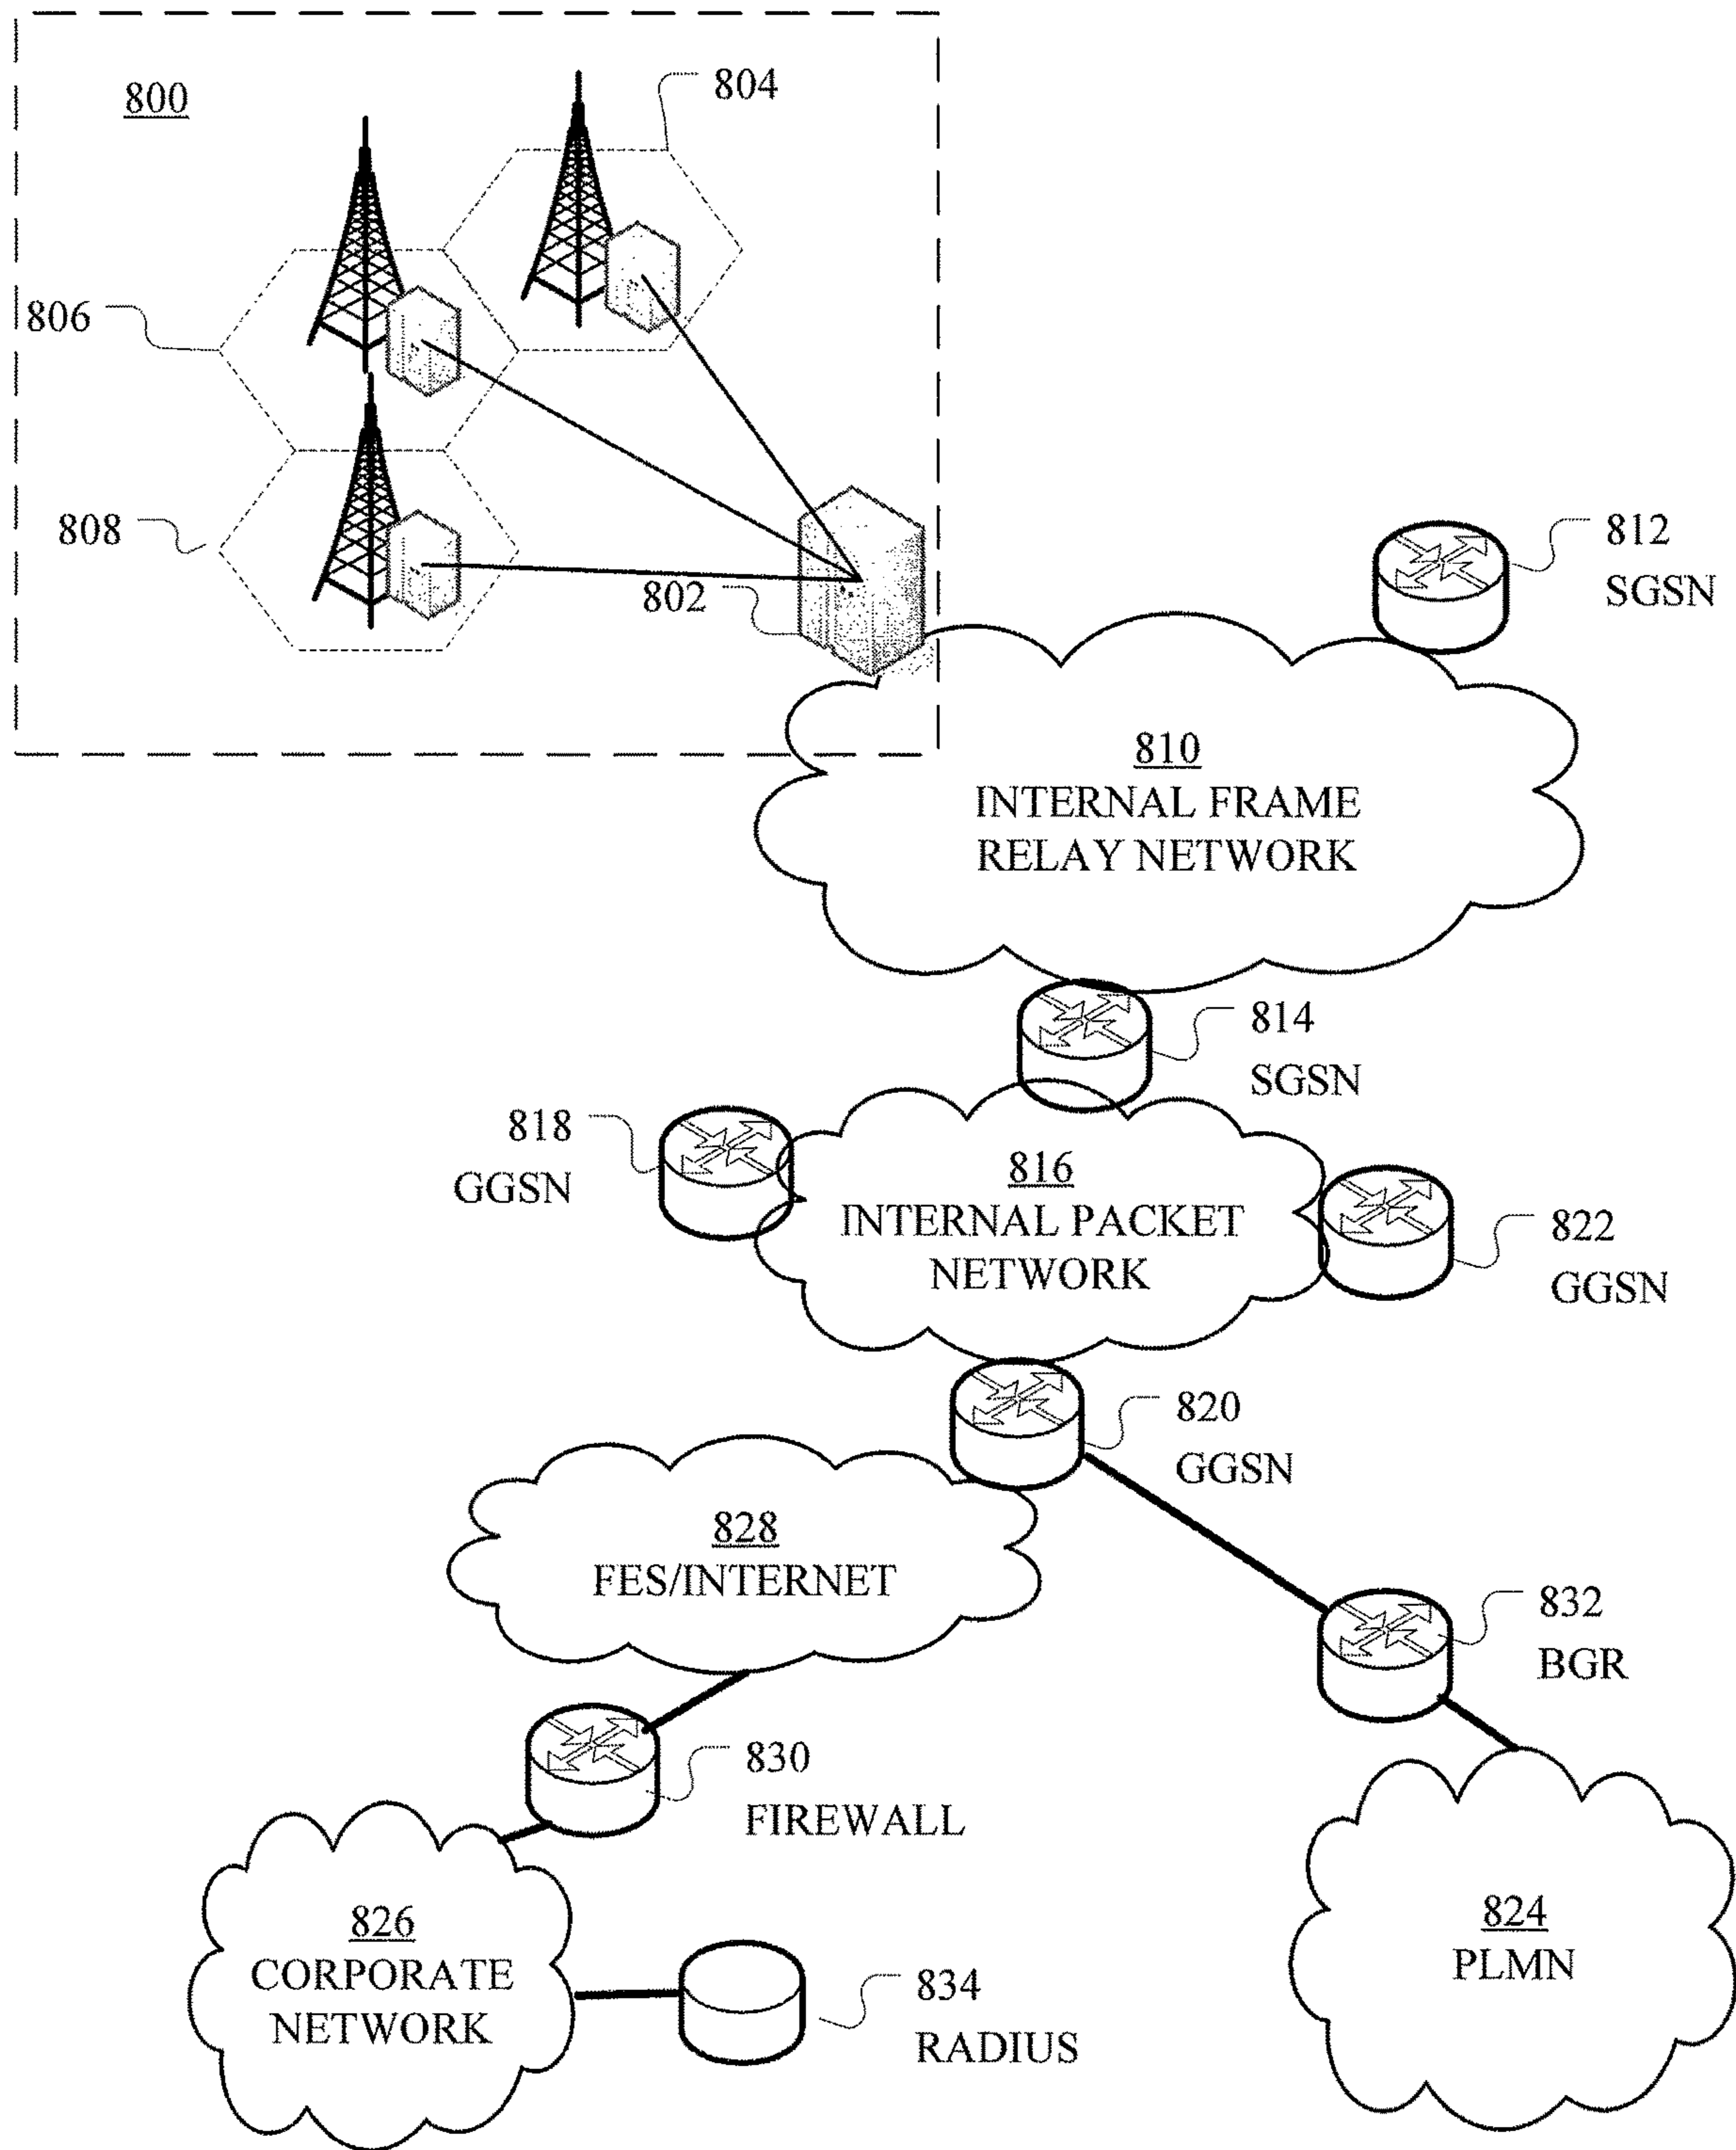 800
804
806
808
802
812
SGSN
810
INTERNAL FRAME
RELAY NETWORK
814
SGSN
818
GGSN
816
INTERNAL PACKET
NETWORK
822
GGSN
820
GGSN
828
FES/INTERNET
832
BGR
830
FIREWALL
826
CORPORATE
NETWORK
834
RADIUS
824
PLMN